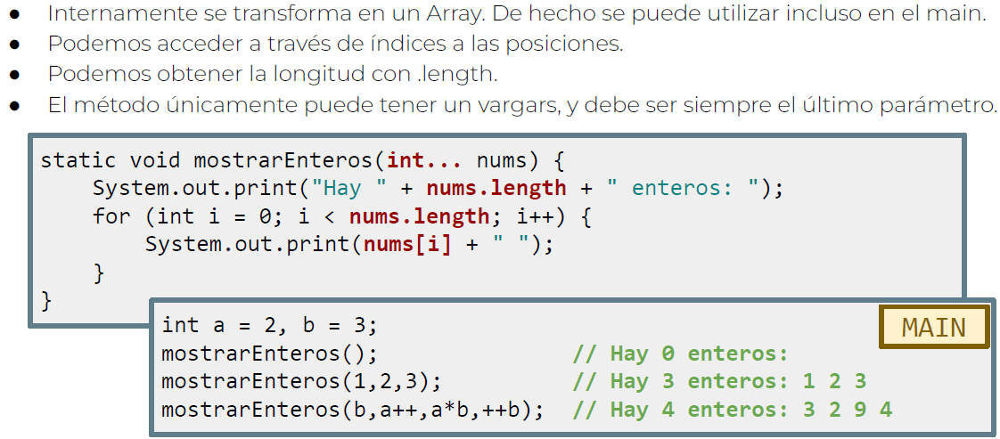 ● Internamente se transforma en un Array. De hecho se puede utilizar incluso en el main.
● Podemos acceder a través de índices a las posiciones.
● Podemos obtener la longitud con .length.
● El método únicamente puede tener un vargars, y debe ser siempre el último parámetro.
static void mostrarEnteros(int... nums) {
    System.out.print("Hay " + nums.length + " enteros: ");
    for (int i = 0; i < nums.length; i++) {
        System.out.print(nums[i] + " ");
    }
}
MAIN
int a = 2, b = 3;
mostrarEnteros();               // Hay 0 enteros:
mostrarEnteros(1,2,3);          // Hay 3 enteros: 1 2 3
mostrarEnteros(b,a++,a*b,++b);  // Hay 4 enteros: 3 2 9 4